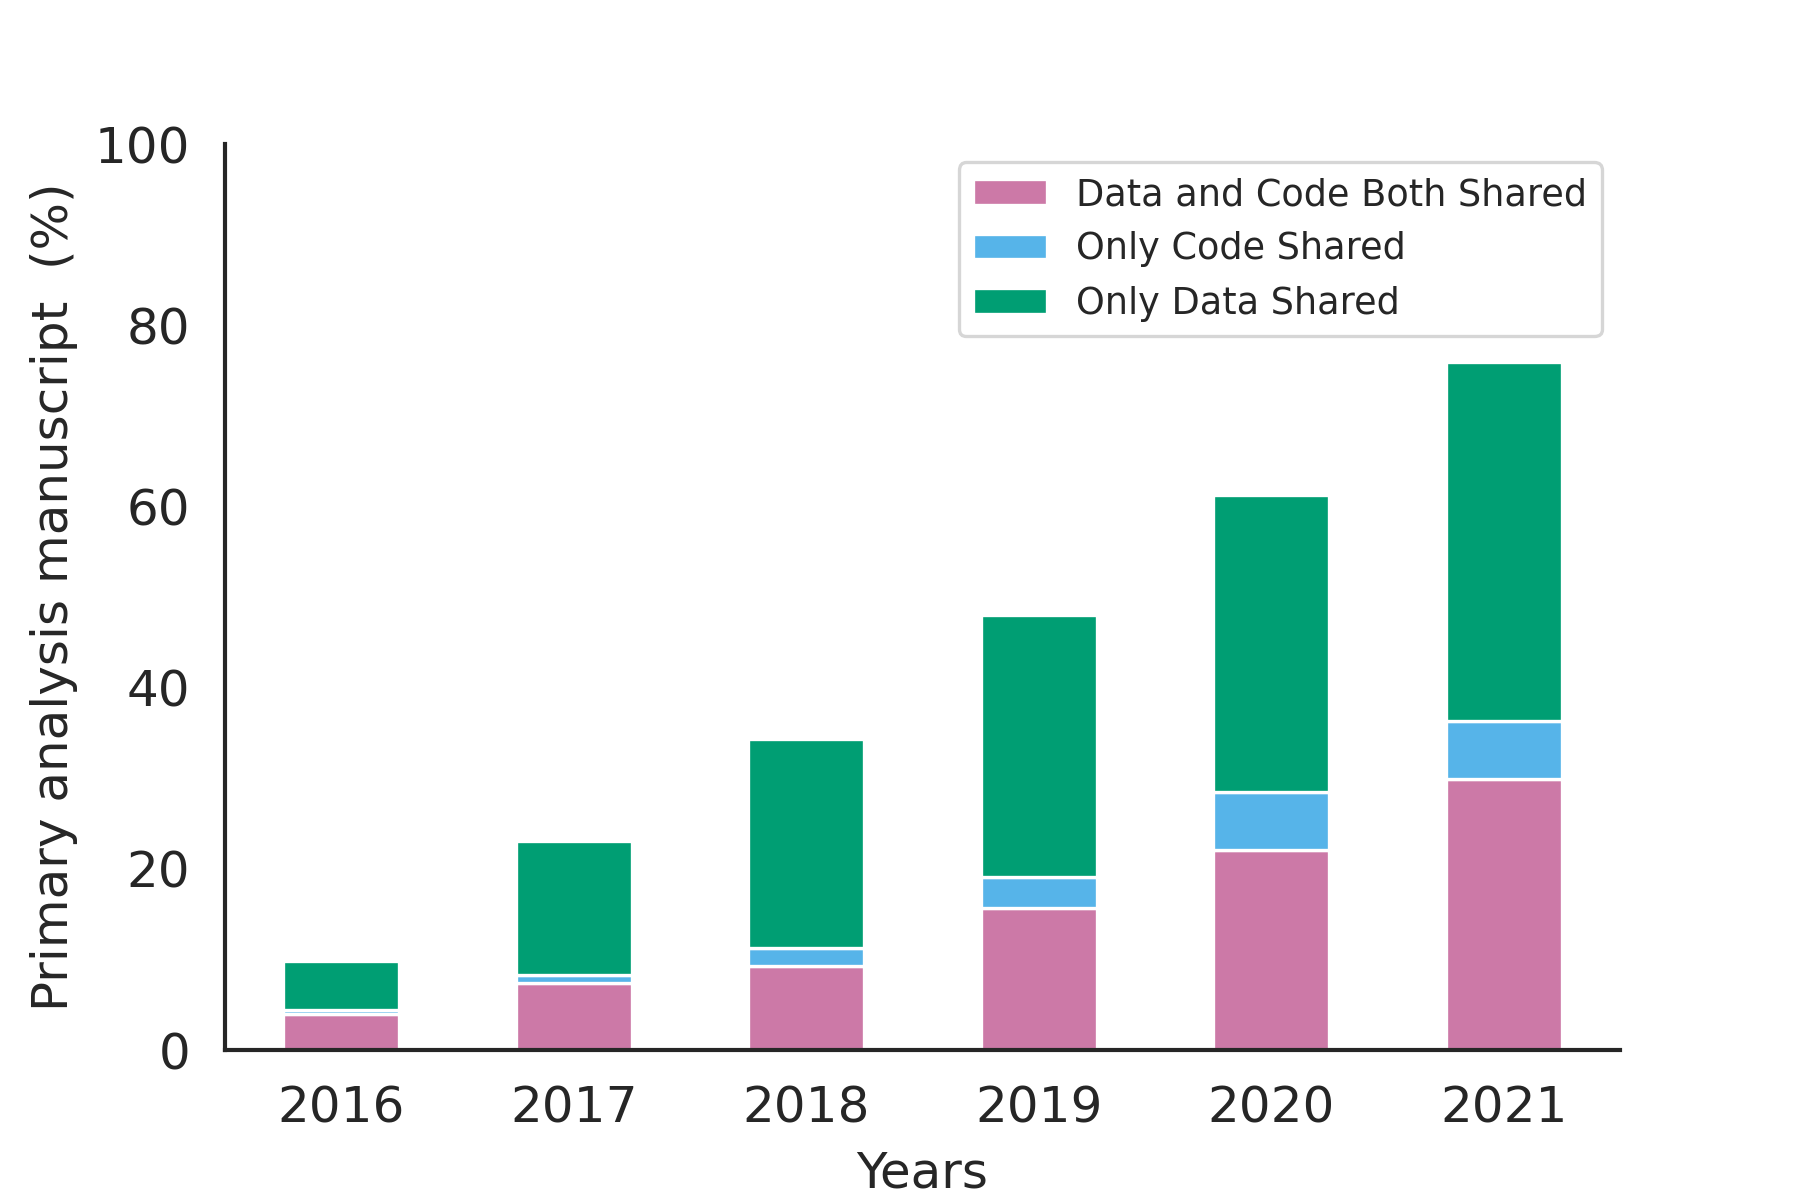 100
80
60
40
20
0
Primary analysis manuscript (%)
Data and Code Both Shared
Only Code Shared
Only Data Shared
2016 2017 2018 2019 2020 2021
Years